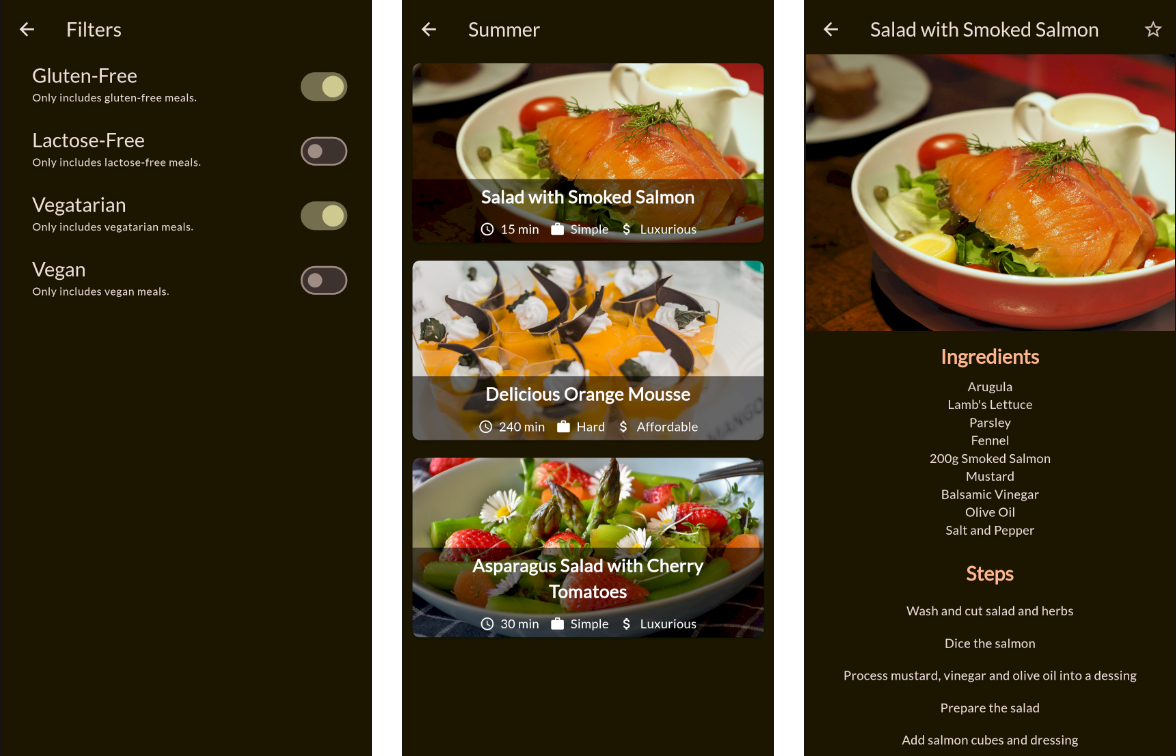 Filters
Gluten-Free
Only includes gluten-free meals.
Lactose-Free
Only includes lactose-free meals.
Vegatarian
Only includes vegatarian meals.
Vegan
Only includes vegan meals.
Summer
Salad with Smoked Salmon
15 min Simple $ Luxurious
Delicious Orange Mousse
240 min Hard $ Affordable
Asparagus Salad with Cherry
Tomatoes
30 min Simple $ Luxurious
Salad with Smoked Salmon
Ingredients
Arugula
Lamb's Lettuce
Parsley
Fennel
200g Smoked Salmon
Mustard
Balsamic Vinegar
Olive Oil
Salt and Pepper
Steps
Wash and cut salad and herbs
Dice the salmon
Process mustard, vinegar and olive oil into a dessing
Prepare the salad
Add salmon cubes and dressing